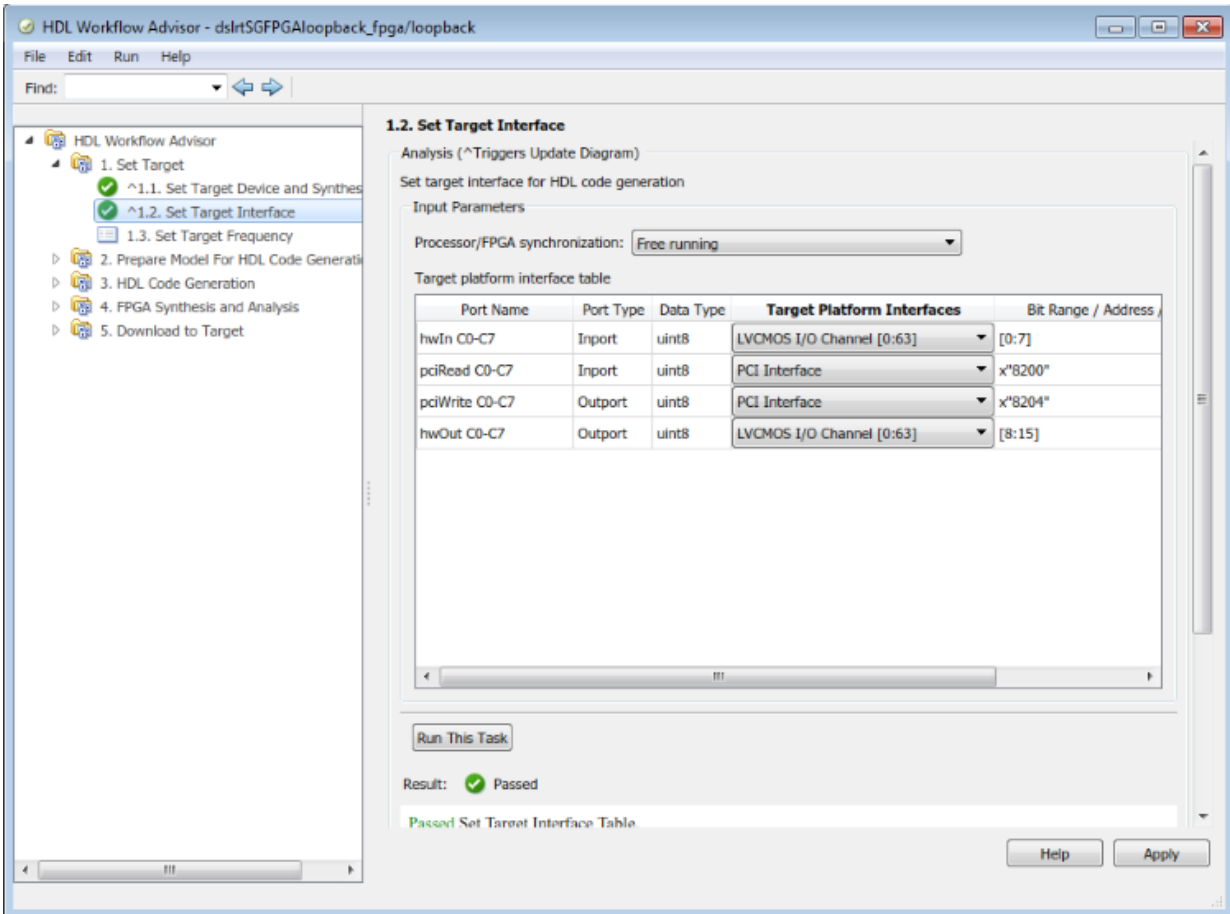 HDL Workflow Advisor - dslrtSGFPGAloopback_fpga/loopback
File Edit Run Help
Find:
HDL Workflow Advisor
1. Set Target
^1.1. Set Target Device and Synthes
^1.2. Set Target Interface
1.3. Set Target Frequency
2. Prepare Model For HDL Code Generati
3. HDL Code Generation
4. FPGA Synthesis and Analysis
5. Download to Target
1.2. Set Target Interface
Analysis (^Triggers Update Diagram)
Set target interface for HDL code generation
Input Parameters
Processor/FPGA synchronization: Free running
Target platform interface table
Port Name Port Type Data Type Target Platform Interfaces Bit Range / Address /
hwIn C0-C7 Inport uint8 LVCMOS I/O Channel [0:63] [0:7]
pciRead C0-C7 Inport uint8 PCI Interface x"8200"
pciWrite C0-C7 Outport uint8 PCI Interface x"8204"
hwOut C0-C7 Outport uint8 LVCMOS I/O Channel [0:63] [8:15]
Run This Task
Result: Passed
Passed Set Target Interface Table.
Help Apply